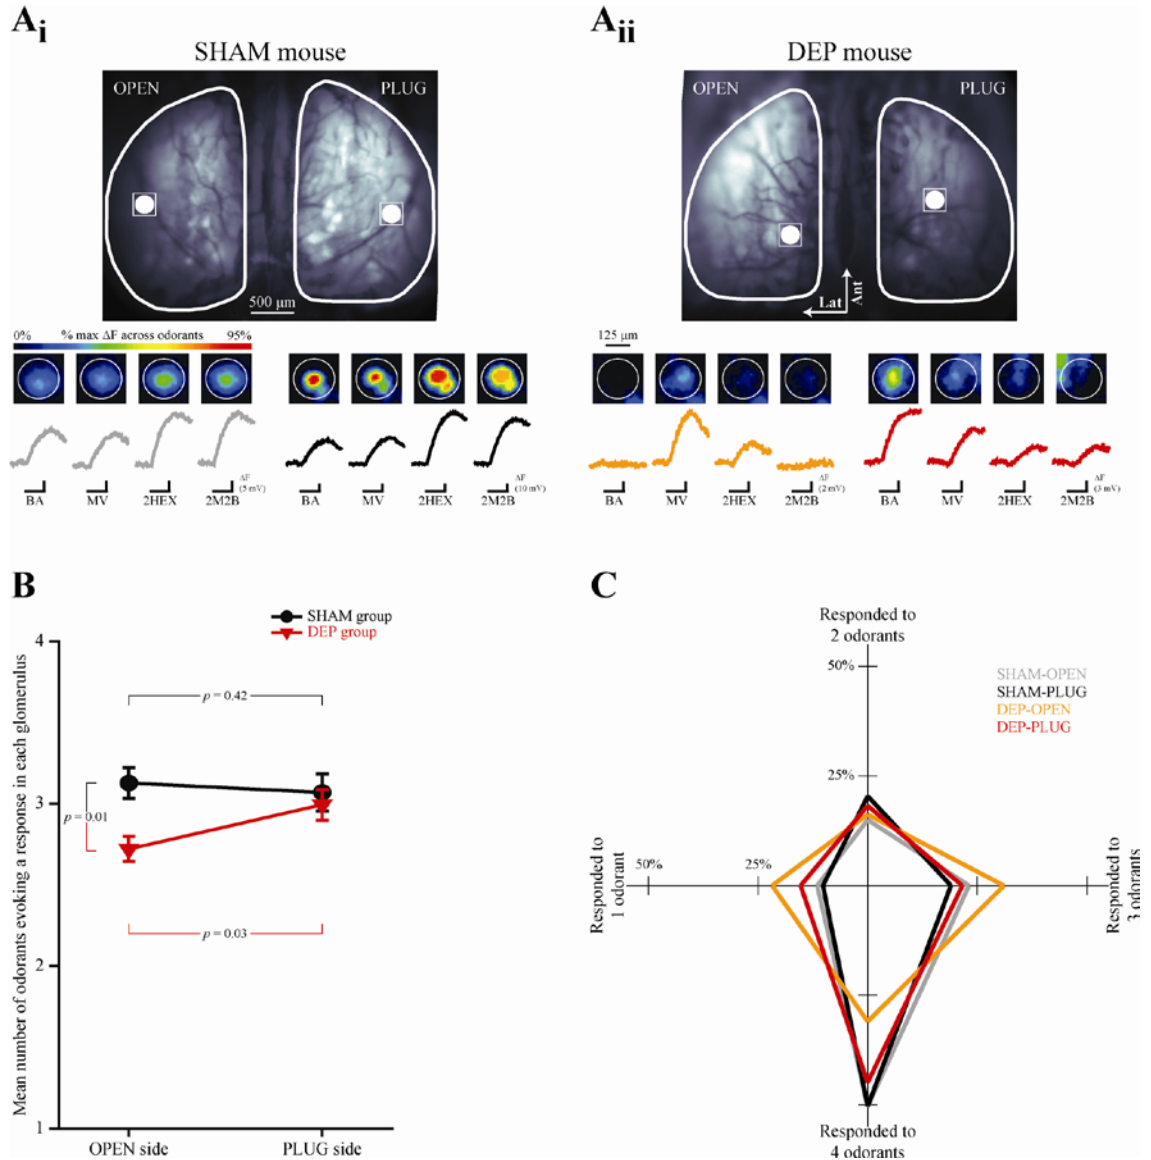 Ai
SHAM mouse
OPEN
PLUG
500 μm
0% % max ΔF across odorants 95%
ΔF
(5 mV)
BA MV 2HEX 2M2B
ΔF
(10 mV)
BA MV 2HEX 2M2B
Aii
DEP mouse
OPEN
PLUG
Lat
Ant
125 μm
ΔF
(2 mV)
BA MV 2HEX 2M2B
ΔF
(3 mV)
BA MV 2HEX 2M2B
B
SHAM group
DEP group
Mean number of odorants evoking a response in each glomerulus
4
3
2
1
p = 0.42
p = 0.01
p = 0.03
OPEN side
PLUG side
C
Responded to
2 odorants
50%
25%
SHAM-OPEN
SHAM-PLUG
DEP-OPEN
DEP-PLUG
Responded to
1 odorant
50%
25%
Responded to
3 odorants
Responded to
4 odorants